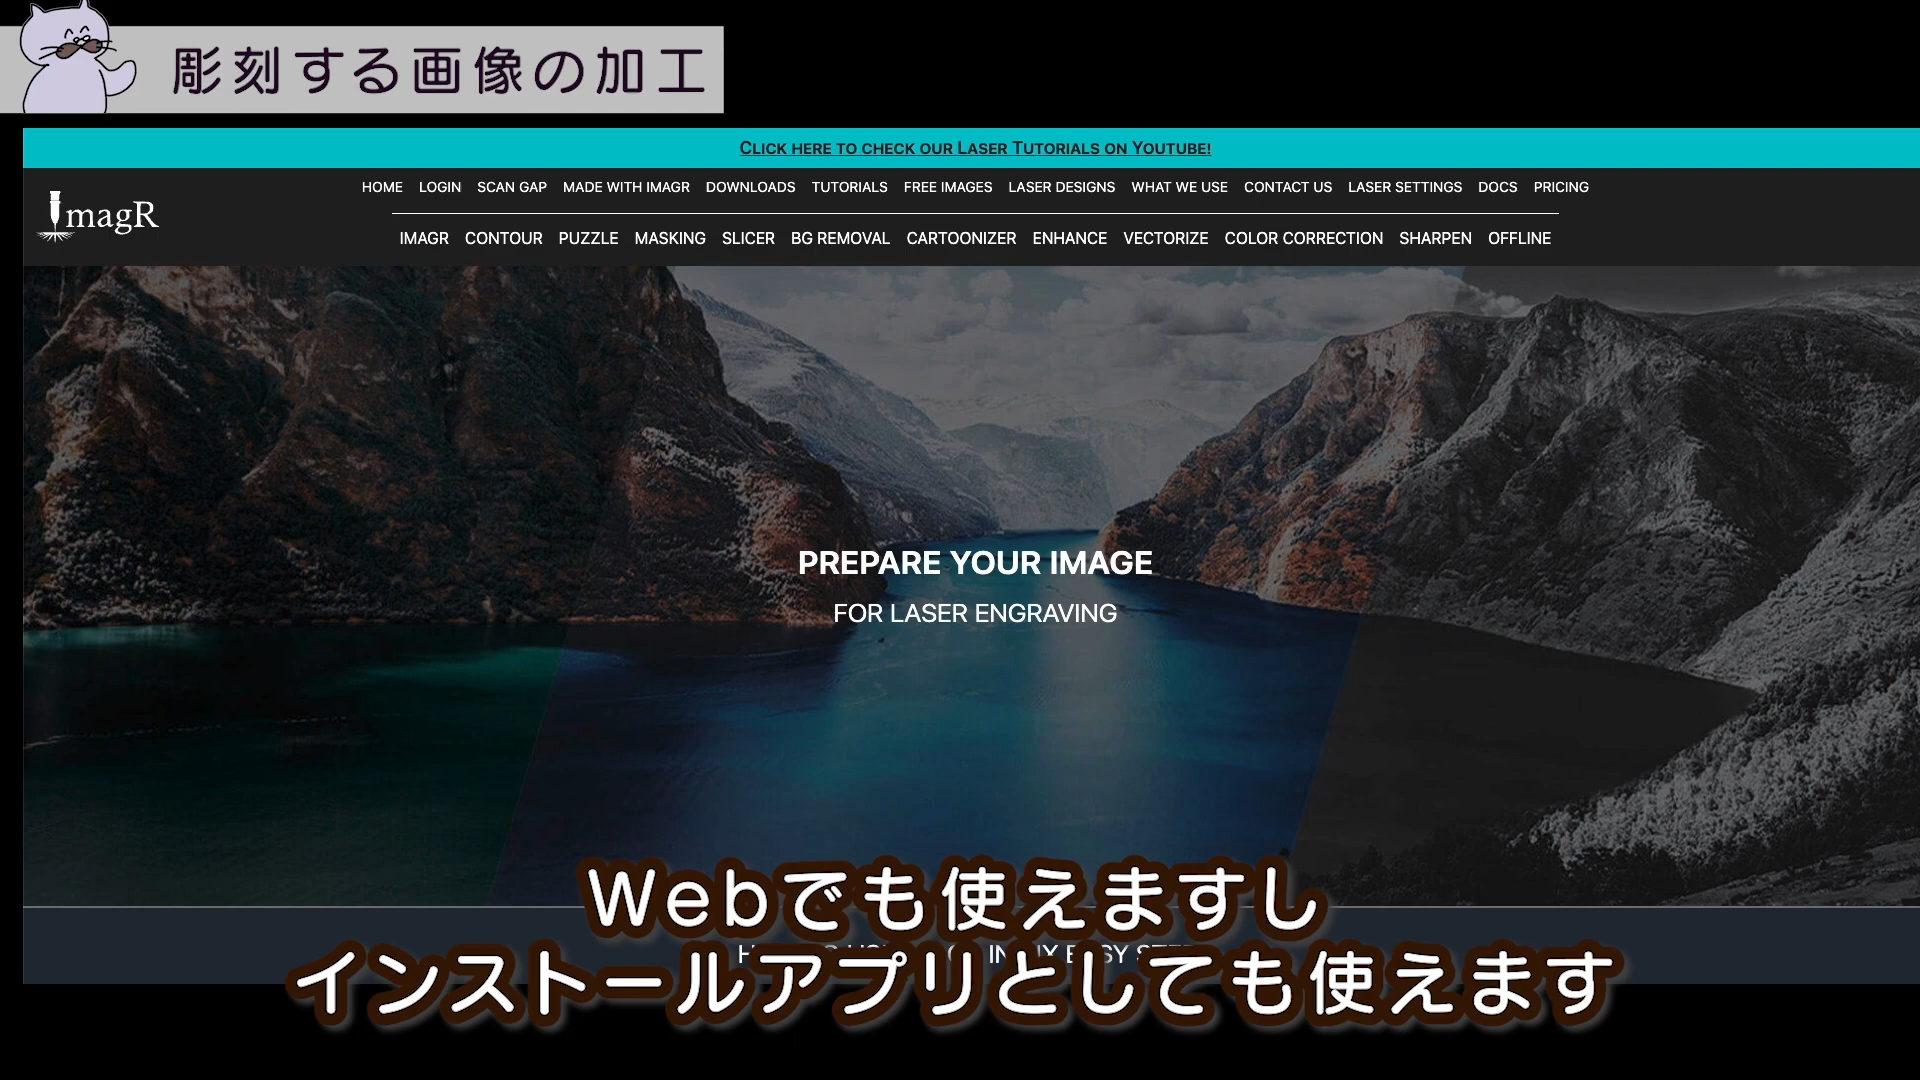 彫刻する画像の加工
CLICK HERE TO CHECK OUR LASER TUTORIALS ON YOUTUBE!
ImagR
HOME LOGIN SCAN GAP MADE WITH IMAGR DOWNLOADS TUTORIALS FREE IMAGES LASER DESIGNS WHAT WE USE CONTACT US LASER SETTINGS DOCS PRICING
IMAGR CONTOUR PUZZLE MASKING SLICER BG REMOVAL CARTOONIZER ENHANCE VECTORIZE COLOR CORRECTION SHARPEN OFFLINE
PREPARE YOUR IMAGE
FOR LASER ENGRAVING
Webでも使えますし
インストールアプリとしても使えます